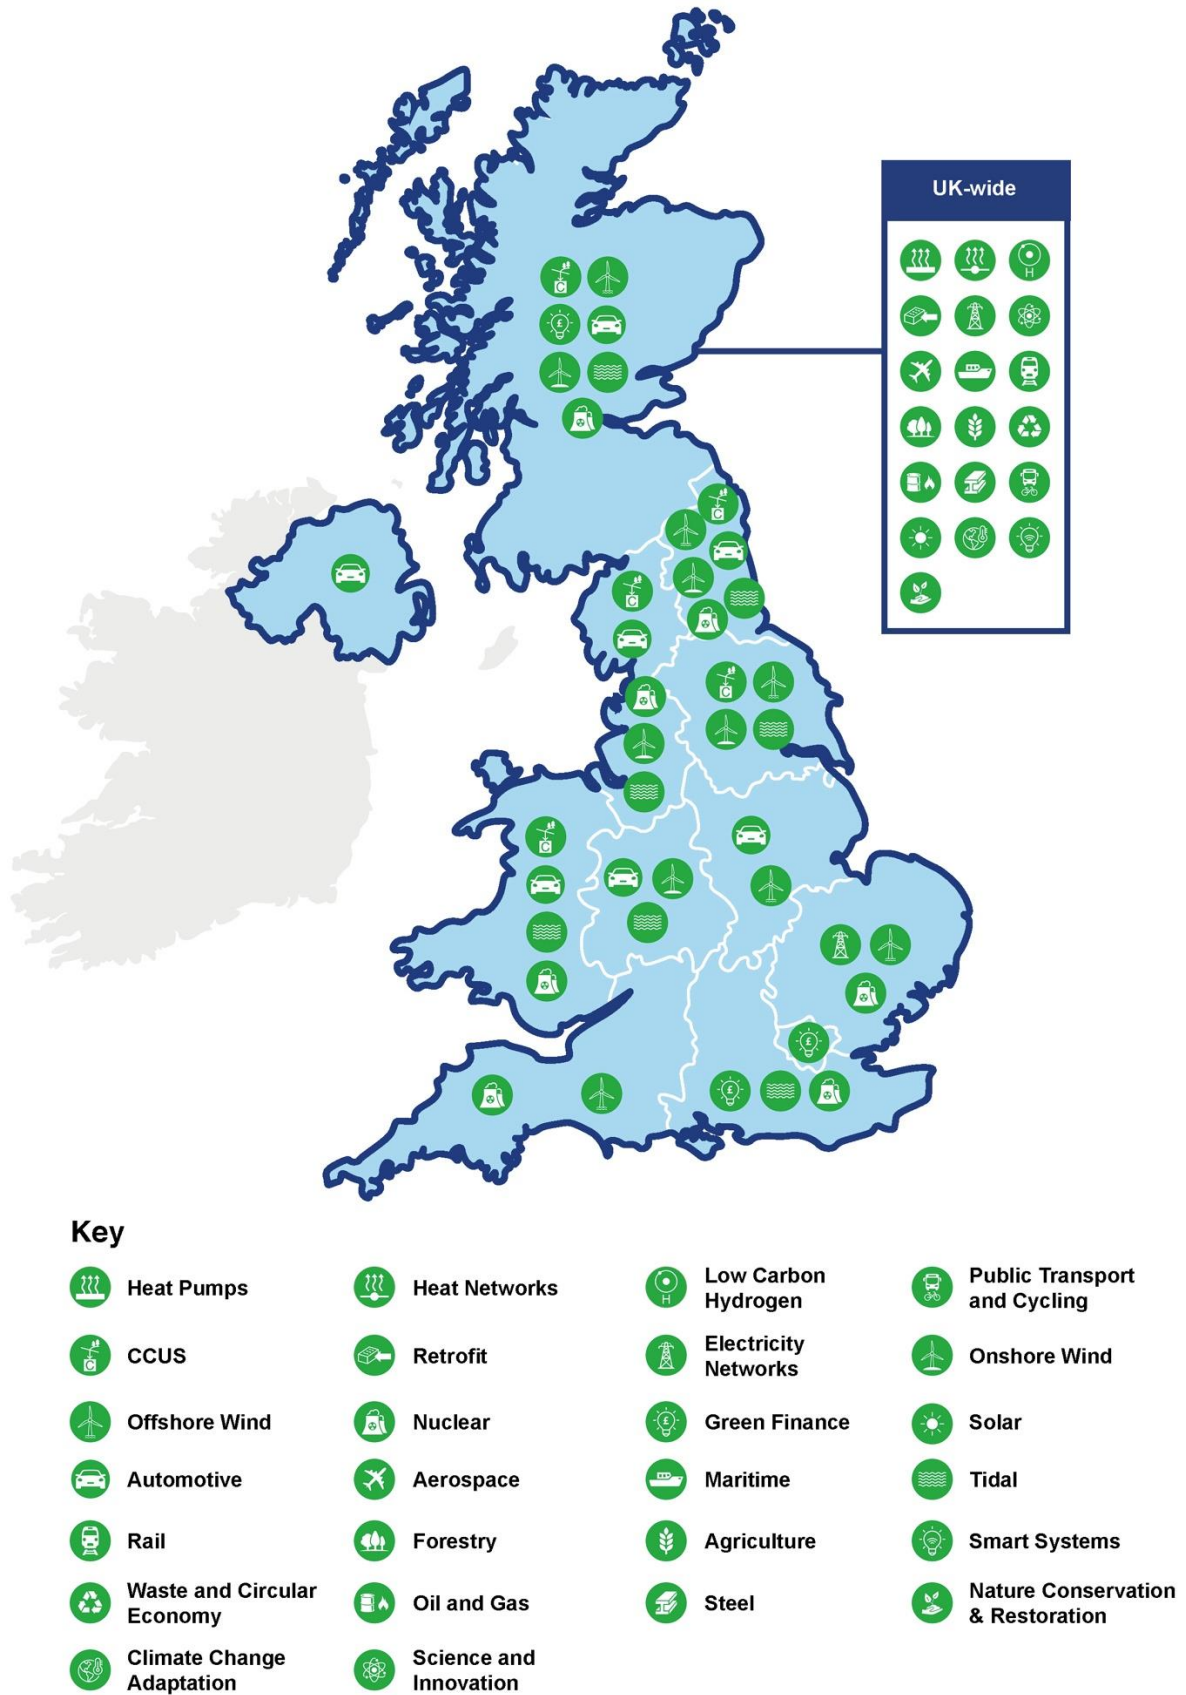 UK-wide
H
C
£
C
C
C
C
£
£
Key
Heat Pumps
Heat Networks
H
Low Carbon
Hydrogen
Public Transport
and Cycling
C
CCUS
Retrofit
Electricity
Networks
Onshore Wind
Offshore Wind
Nuclear
£
Green Finance
Solar
Automotive
Aerospace
Maritime
Tidal
Rail
Forestry
Agriculture
Smart Systems
Waste and Circular
Economy
Oil and Gas
Steel
Nature Conservation
& Restoration
Climate Change
Adaptation
Science and
Innovation